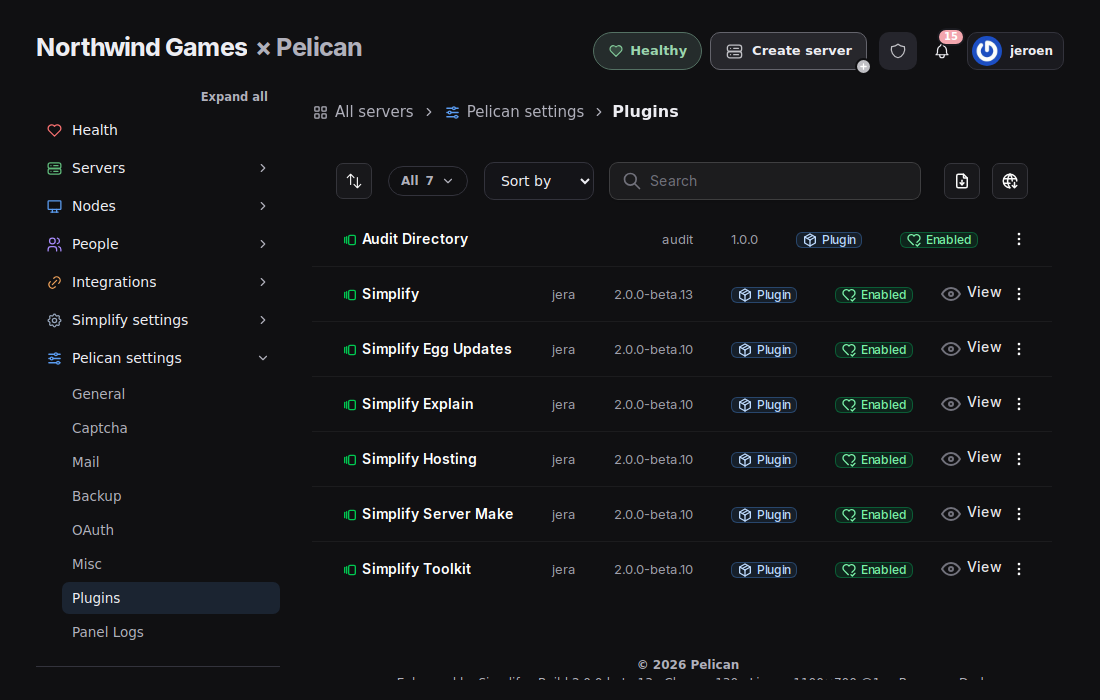 Northwind Games × Pelican
Healthy
Create server
15
jeroen
Expand all
Health
Servers
Nodes
People
Integrations
Simplify settings
Pelican settings
General
Captcha
Mail
Backup
OAuth
Misc
Plugins
Panel Logs
All servers > Pelican settings > Plugins
All 7
Sort by
Search
Audit Directory audit 1.0.0 Plugin Enabled
Simplify jera 2.0.0-beta.13 Plugin Enabled View
Simplify Egg Updates jera 2.0.0-beta.10 Plugin Enabled View
Simplify Explain jera 2.0.0-beta.10 Plugin Enabled View
Simplify Hosting jera 2.0.0-beta.10 Plugin Enabled View
Simplify Server Make jera 2.0.0-beta.10 Plugin Enabled View
Simplify Toolkit jera 2.0.0-beta.10 Plugin Enabled View
© 2026 Pelican